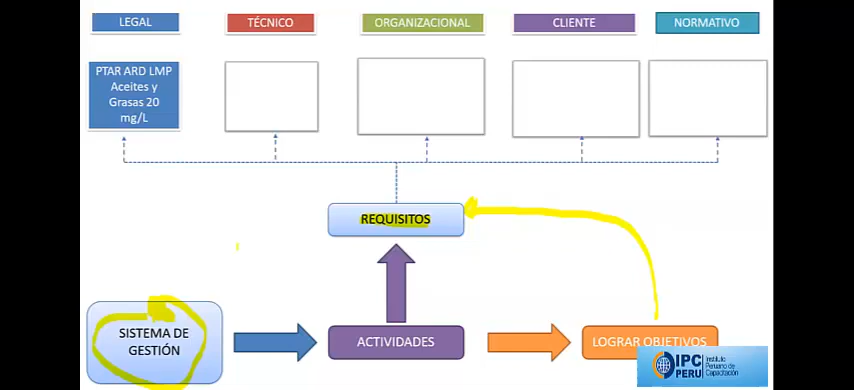 LEGAL
TÉCNICO
ORGANIZACIONAL
CLIENTE
NORMATIVO
PTAR ARD LMP
Aceites y
Grasas 20
mg/L
REQUISITOS
SISTEMA DE
GESTIÓN
ACTIVIDADES
LOGRAR OBJETIVOS
IPC
PERU
Instituto
Peruano de
Capacitación